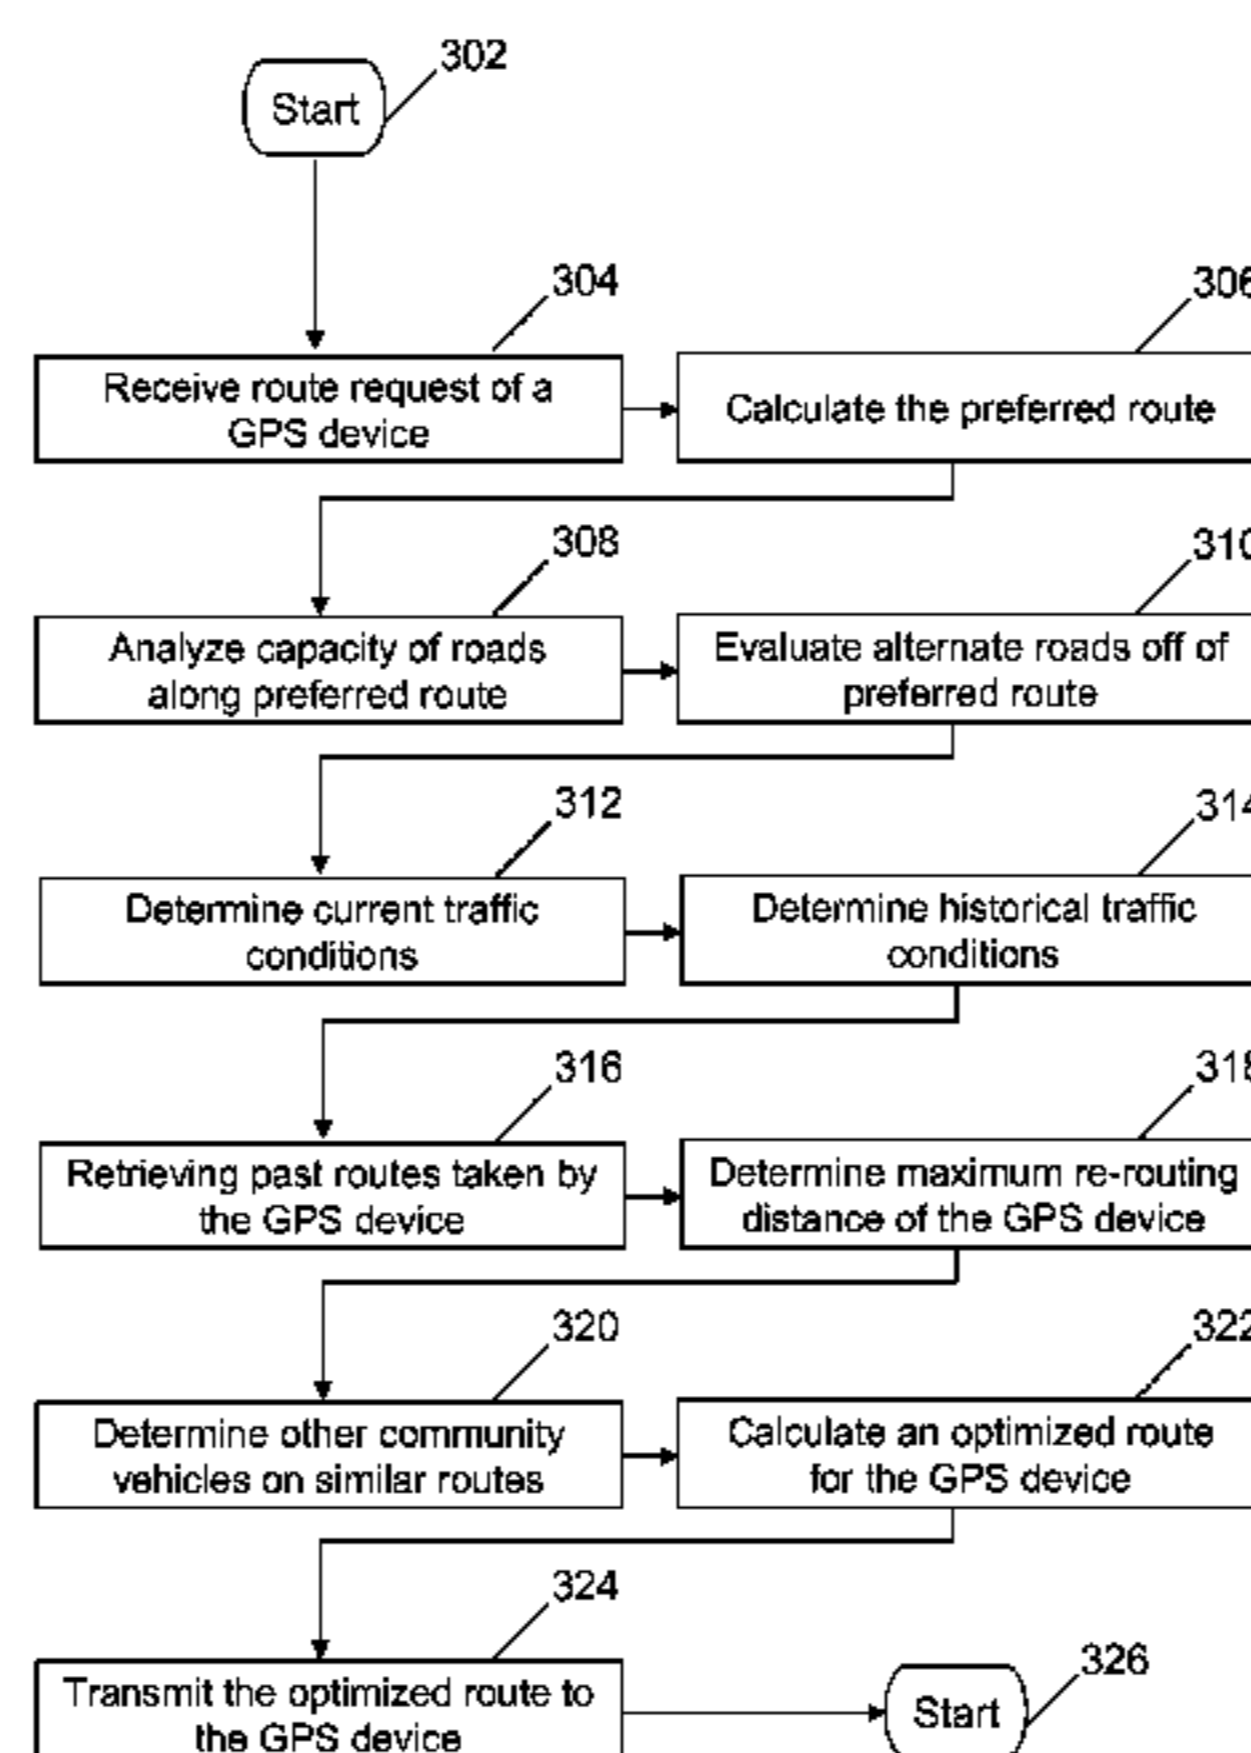 302
Start
304
306
Receive route request of a
GPS device
Calculate the preferred route
308
310
Analyze capacity of roads
along preferred route
Evaluate alternate roads off of
preferred route
312
314
Determine current traffic
conditions
Determine historical traffic
conditions
316
318
Retrieving past routes taken by
the GPS device
Determine maximum re-routing
distance of the GPS device
320
322
Determine other community
vehicles on similar routes
Calculate an optimized route
for the GPS device
324
326
Transmit the optimized route to
the GPS device
Start